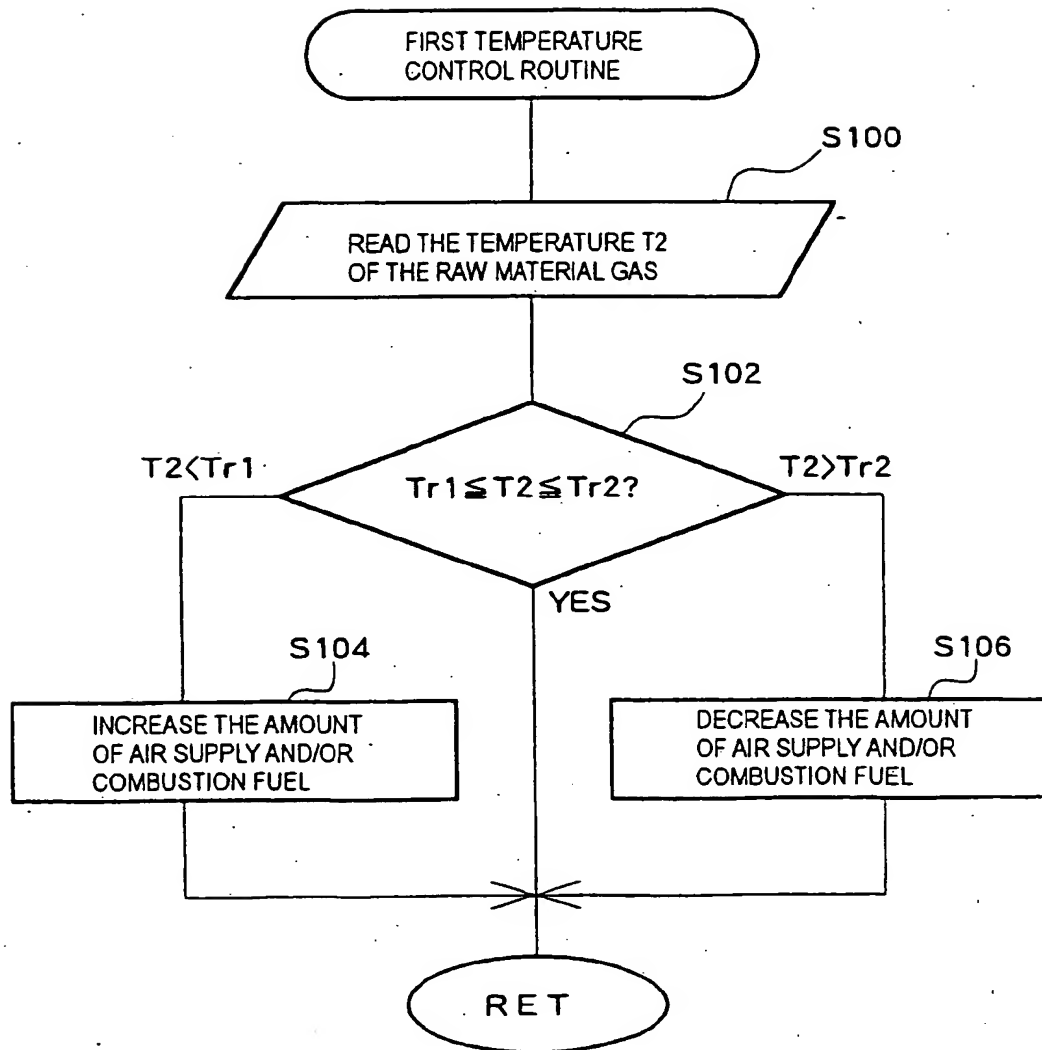 FIRST TEMPERATURE
CONTROL ROUTINE
S100
READ THE TEMPERATURE T2
OF THE RAW MATERIAL GAS
S102
T2<Tr1
Tr1≦T2≦Tr2?
T2>Tr2
YES
S104
S106
INCREASE THE AMOUNT
OF AIR SUPPLY AND/OR
COMBUSTION FUEL
DECREASE THE AMOUNT
OF AIR SUPPLY AND/OR
COMBUSTION FUEL
RET